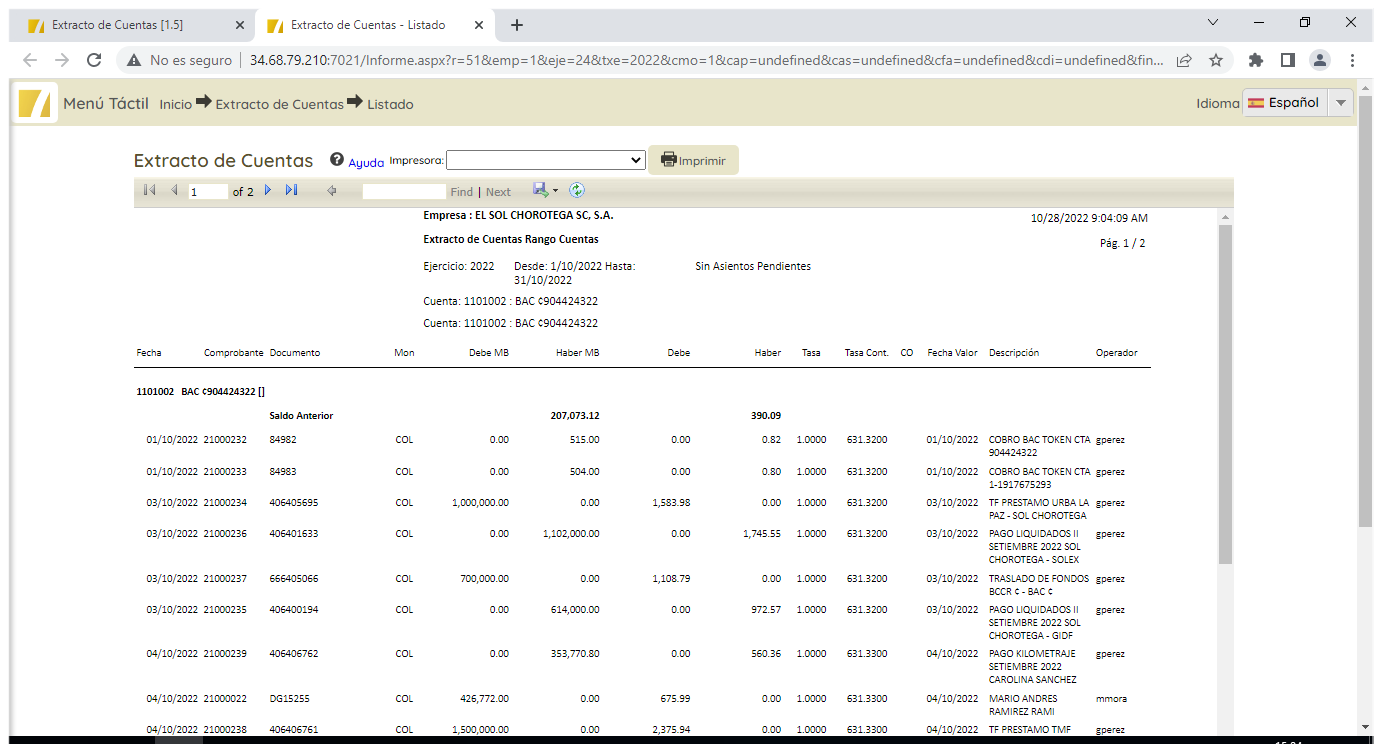 Extracto de Cuentas [1.5]
Extracto de Cuentas - Listado
No es seguro | 34.68.79.210:7021/Informe.aspx?r=51&emp=1&eje=24&txe=2022&cmo=1&cap=undefined&cas=undefined&cfa=undefined&cdi=undefined&fin...
Menú Táctil Inicio Extracto de Cuentas Listado
Idioma Español
Extracto de Cuentas Ayuda Impresora: Imprimir
1 of 2 Find | Next
Empresa : EL SOL CHOROTEGA SC, S.A.
10/28/2022 9:04:09 AM
Extracto de Cuentas Rango Cuentas
Pág. 1 / 2
Ejercicio: 2022 Desde: 1/10/2022 Hasta: Sin Asientos Pendientes
31/10/2022
Cuenta: 1101002 : BAC ¢904424322
Cuenta: 1101002 : BAC ¢904424322
Fecha Comprobante Documento Mon Debe MB Haber MB Debe Haber Tasa Tasa Cont. CO Fecha Valor Descripción Operador
1101002 BAC ¢904424322 []
Saldo Anterior 207,073.12 390.09
01/10/2022 21000232 84982 COL 0.00 515.00 0.00 0.82 1.0000 631.3200 01/10/2022 COBRO BAC TOKEN CTA gperez
904424322
01/10/2022 21000233 84983 COL 0.00 504.00 0.00 0.80 1.0000 631.3200 01/10/2022 COBRO BAC TOKEN CTA gperez
1-1917675293
03/10/2022 21000234 406405695 COL 1,000,000.00 0.00 1,583.98 0.00 1.0000 631.3200 03/10/2022 TF PRESTAMO URBA LA gperez
PAZ - SOL CHOROTEGA
03/10/2022 21000236 406401633 COL 0.00 1,102,000.00 0.00 1,745.55 1.0000 631.3200 03/10/2022 PAGO LIQUIDADOS II gperez
SETIEMBRE 2022 SOL
CHOROTEGA - SOLEX
03/10/2022 21000237 666405066 COL 700,000.00 0.00 1,108.79 0.00 1.0000 631.3200 03/10/2022 TRASLADO DE FONDOS gperez
BCCR ¢ - BAC ¢
03/10/2022 21000235 406400194 COL 0.00 614,000.00 0.00 972.57 1.0000 631.3200 03/10/2022 PAGO LIQUIDADOS II gperez
SETIEMBRE 2022 SOL
CHOROTEGA - GIDF
04/10/2022 21000239 406406762 COL 0.00 353,770.80 0.00 560.36 1.0000 631.3300 04/10/2022 PAGO KILOMETRAJE gperez
SETIEMBRE 2022
CAROLINA SANCHEZ
04/10/2022 21000022 DG15255 COL 426,772.00 0.00 675.99 0.00 1.0000 631.3300 04/10/2022 MARIO ANDRES mmora
RAMIREZ RAMI
04/10/2022 21000238 406406761 COL 1,500,000.00 0.00 2,375.94 0.00 1.0000 631.3300 04/10/2022 TF PRESTAMO TMF gperez